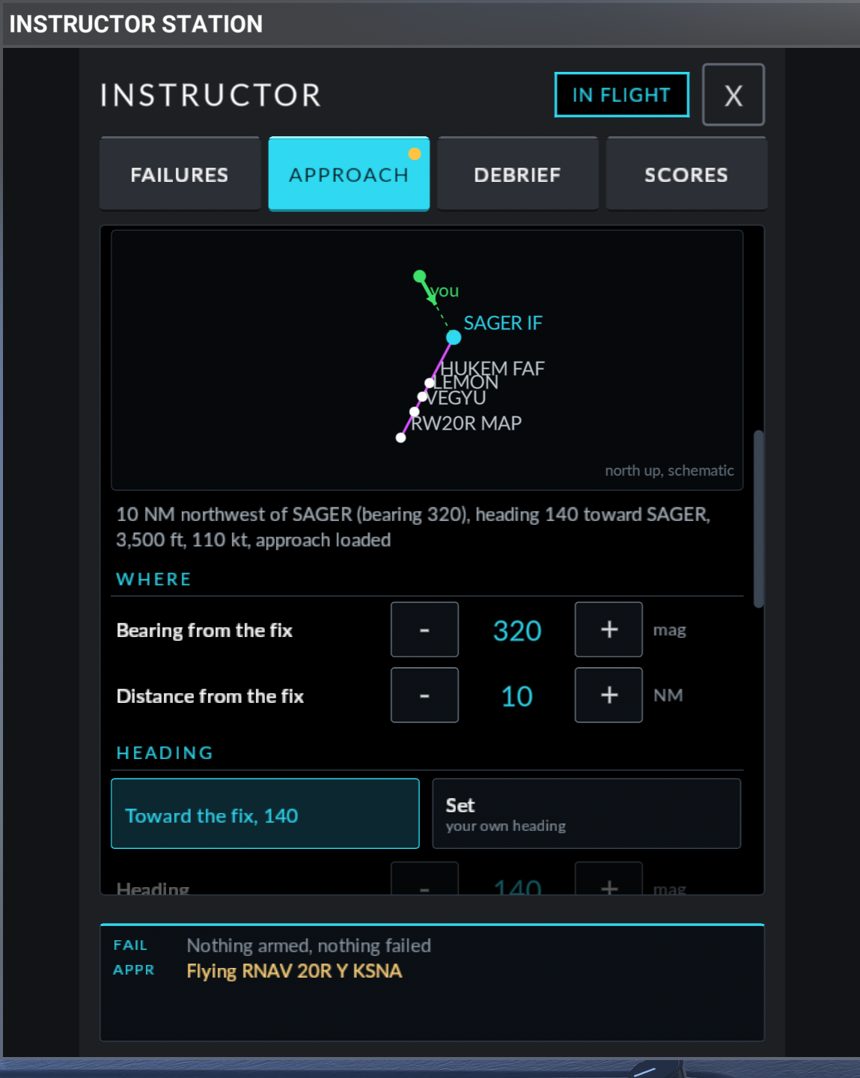 INSTRUCTOR STATION
INSTRUCTOR
IN FLIGHT
X
FAILURES
APPROACH
DEBRIEF
SCORES
you
SAGER IF
HUKEM FAF
LEMON
VEGYU
RW20R MAP
north up, schematic
10 NM northwest of SAGER (bearing 320), heading 140 toward SAGER,
3,500 ft, 110 kt, approach loaded
WHERE
Bearing from the fix - 320 + mag
Distance from the fix - 10 + NM
HEADING
Toward the fix, 140
Set
your own heading
Heading - 140 + mag
FAIL Nothing armed, nothing failed
APPR Flying RNAV 20R Y KSNA